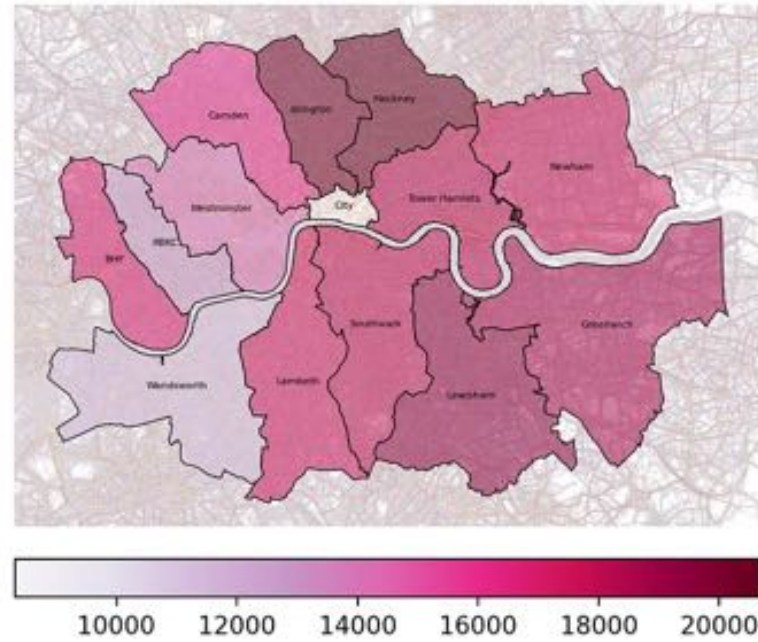 Camden
Islington
Hackney
Newham
Westminster
City
Tower Hamlets
RBKC
BHF
Southwark
Greenwich
Wandsworth
Lambeth
Lewisham
10000 12000 14000 16000 18000 20000